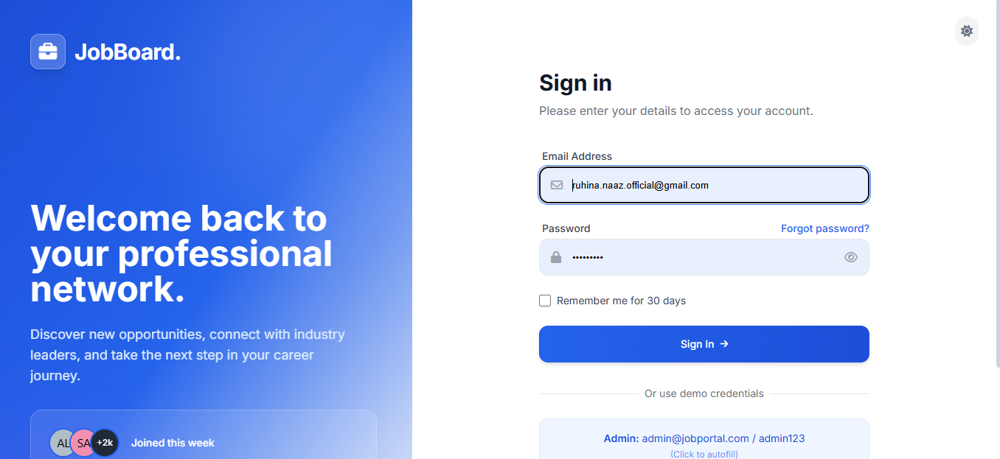 JobBoard.
Welcome back to
your professional
network.
Discover new opportunities, connect with industry
leaders, and take the next step in your career
journey.
AL SA +2k Joined this week
Sign in
Please enter your details to access your account.
Email Address
ruhina.naaz.official@gmail.com
Password Forgot password?
•••••••••
Remember me for 30 days
Sign In →
Or use demo credentials
Admin: admin@jobportal.com / admin123
(Click to autofill)